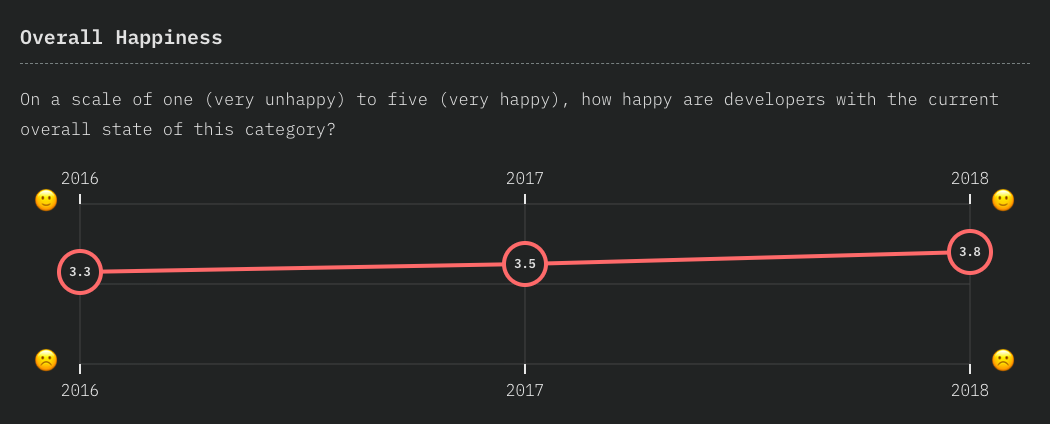 Overall Happiness
On a scale of one (very unhappy) to five (very happy), how happy are developers with the current
overall state of this category?
2016 2017 2018
3.3 3.5 3.8
2016 2017 2018